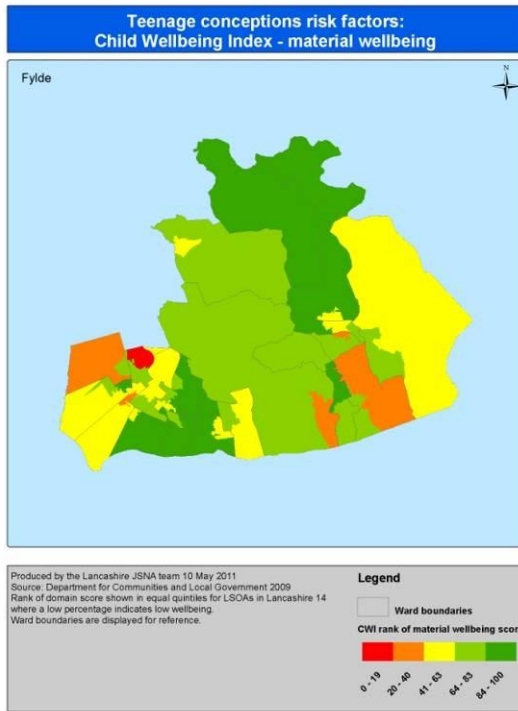 Teenage conceptions risk factors:
Child Wellbeing Index - material wellbeing
Fylde
N
Produced by the Lancashire JSNA team 10 May 2011
Source: Department for Communities and Local Government 2009
Rank of domain score shown in equal quintiles for LSOAs in Lancashire 14
where a low percentage indicates low wellbeing.
Ward boundaries are displayed for reference.
Legend
Ward boundaries
CWI rank of material wellbeing score
0 - 19
20 - 40
41 - 63
64 - 83
84 - 100